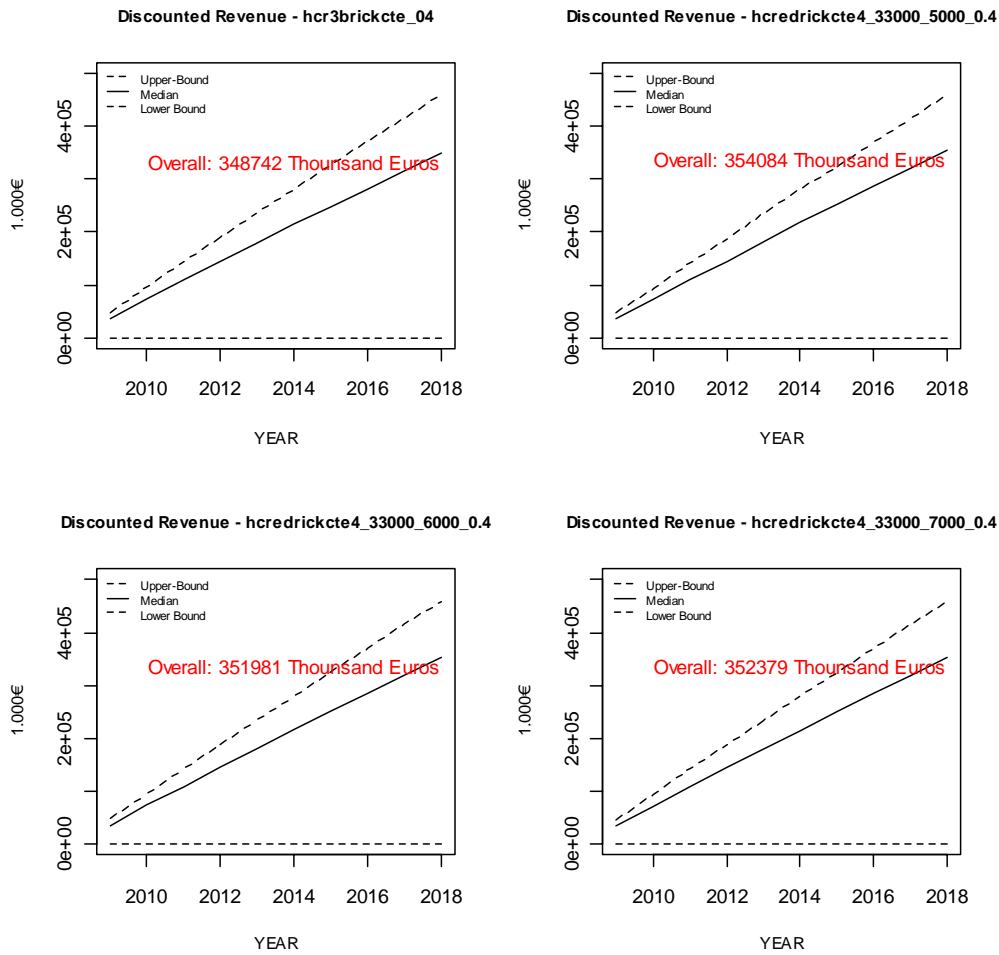 Discounted Revenue - hcr3brickcte_04
Upper-Bound
Median
Lower Bound
Overall: 348742 Thounsand Euros
1.000€
0e+00 2e+05 4e+05
2010 2012 2014 2016 2018
YEAR
Discounted Revenue - hcredrickcte4_33000_5000_0.4
Upper-Bound
Median
Lower Bound
Overall: 354084 Thounsand Euros
1.000€
0e+00 2e+05 4e+05
2010 2012 2014 2016 2018
YEAR
Discounted Revenue - hcredrickcte4_33000_6000_0.4
Upper-Bound
Median
Lower Bound
Overall: 351981 Thounsand Euros
1.000€
0e+00 2e+05 4e+05
2010 2012 2014 2016 2018
YEAR
Discounted Revenue - hcredrickcte4_33000_7000_0.4
Upper-Bound
Median
Lower Bound
Overall: 352379 Thounsand Euros
1.000€
0e+00 2e+05 4e+05
2010 2012 2014 2016 2018
YEAR